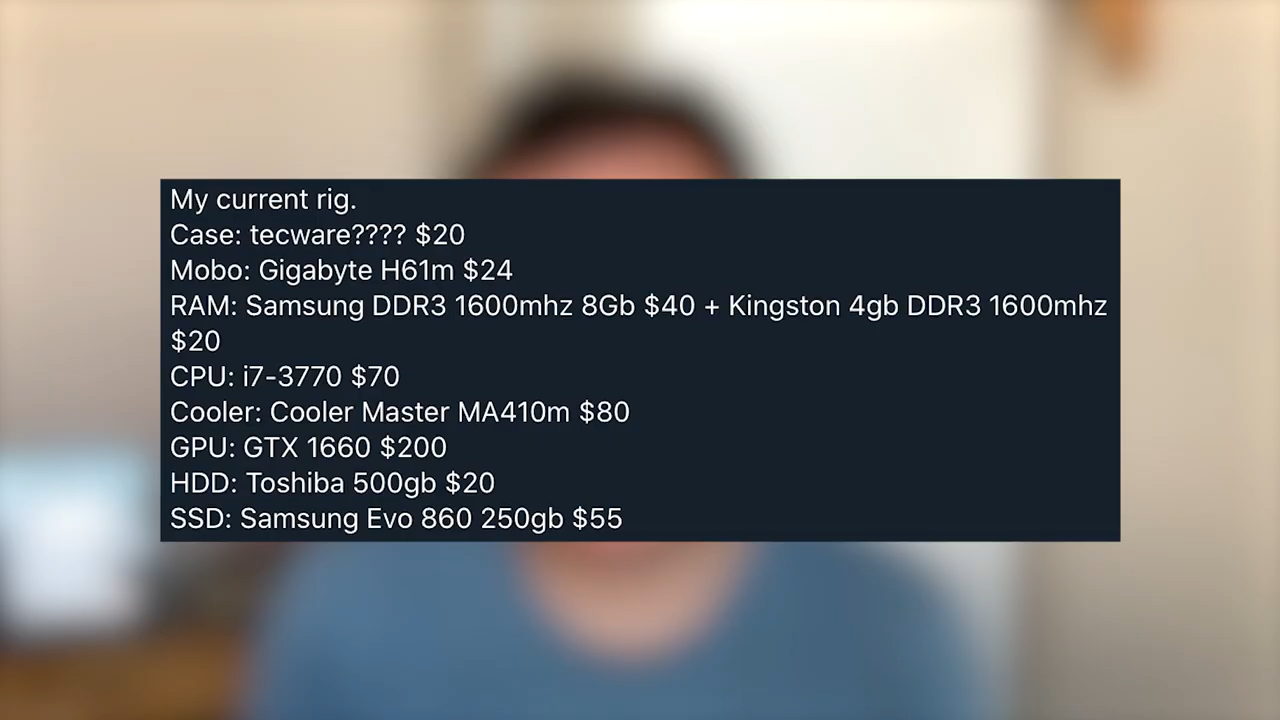 My current rig.
Case: tecware???? $20
Mobo: Gigabyte H61m $24
RAM: Samsung DDR3 1600mhz 8Gb $40 + Kingston 4gb DDR3 1600mhz
$20
CPU: i7-3770 $70
Cooler: Cooler Master MA410m $80
GPU: GTX 1660 $200
HDD: Toshiba 500gb $20
SSD: Samsung Evo 860 250gb $55